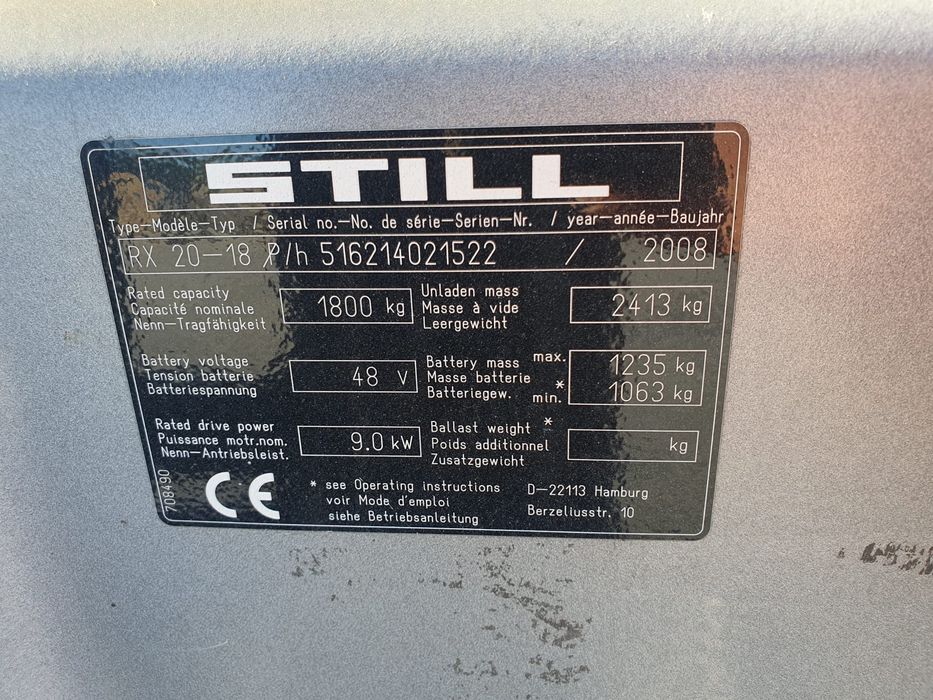 STILL
Type–Modèle–Typ / Serial no.–No. de série–Serien–Nr. / year–année–Baujahr
RX 20–18 P/h 516214021522 / 2008
Rated capacity
Capacité nominale
Nenn–Tragfähigkeit
1800 kg
Unladen mass
Masse à vide
Leergewicht
2413 kg
Battery voltage
Tension batterie
Batteriespannung
48 V
Battery mass
Masse batterie
Batteriegew.
max. 1235 kg
* min. 1063 kg
Rated drive power
Puissance motr.nom.
Nenn–Antriebsleist.
9.0 kW
Ballast weight *
Poids additionnel
Zusatzgewicht
kg
708490
CE
* see Operating instructions
voir Mode d'emploi
siehe Betriebsanleitung
D–22113 Hamburg
Berzeliusstr. 10